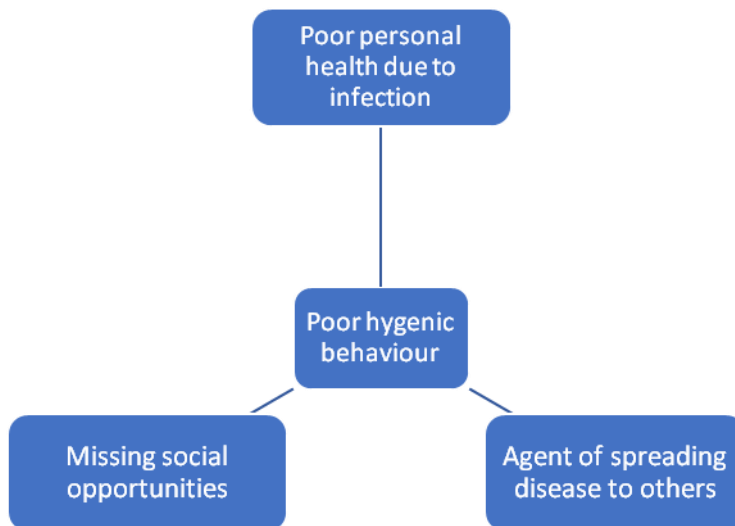 Poor personal
health due to
infection
Poor hygenic
behaviour
Missing social
opportunities
Agent of spreading
disease to others